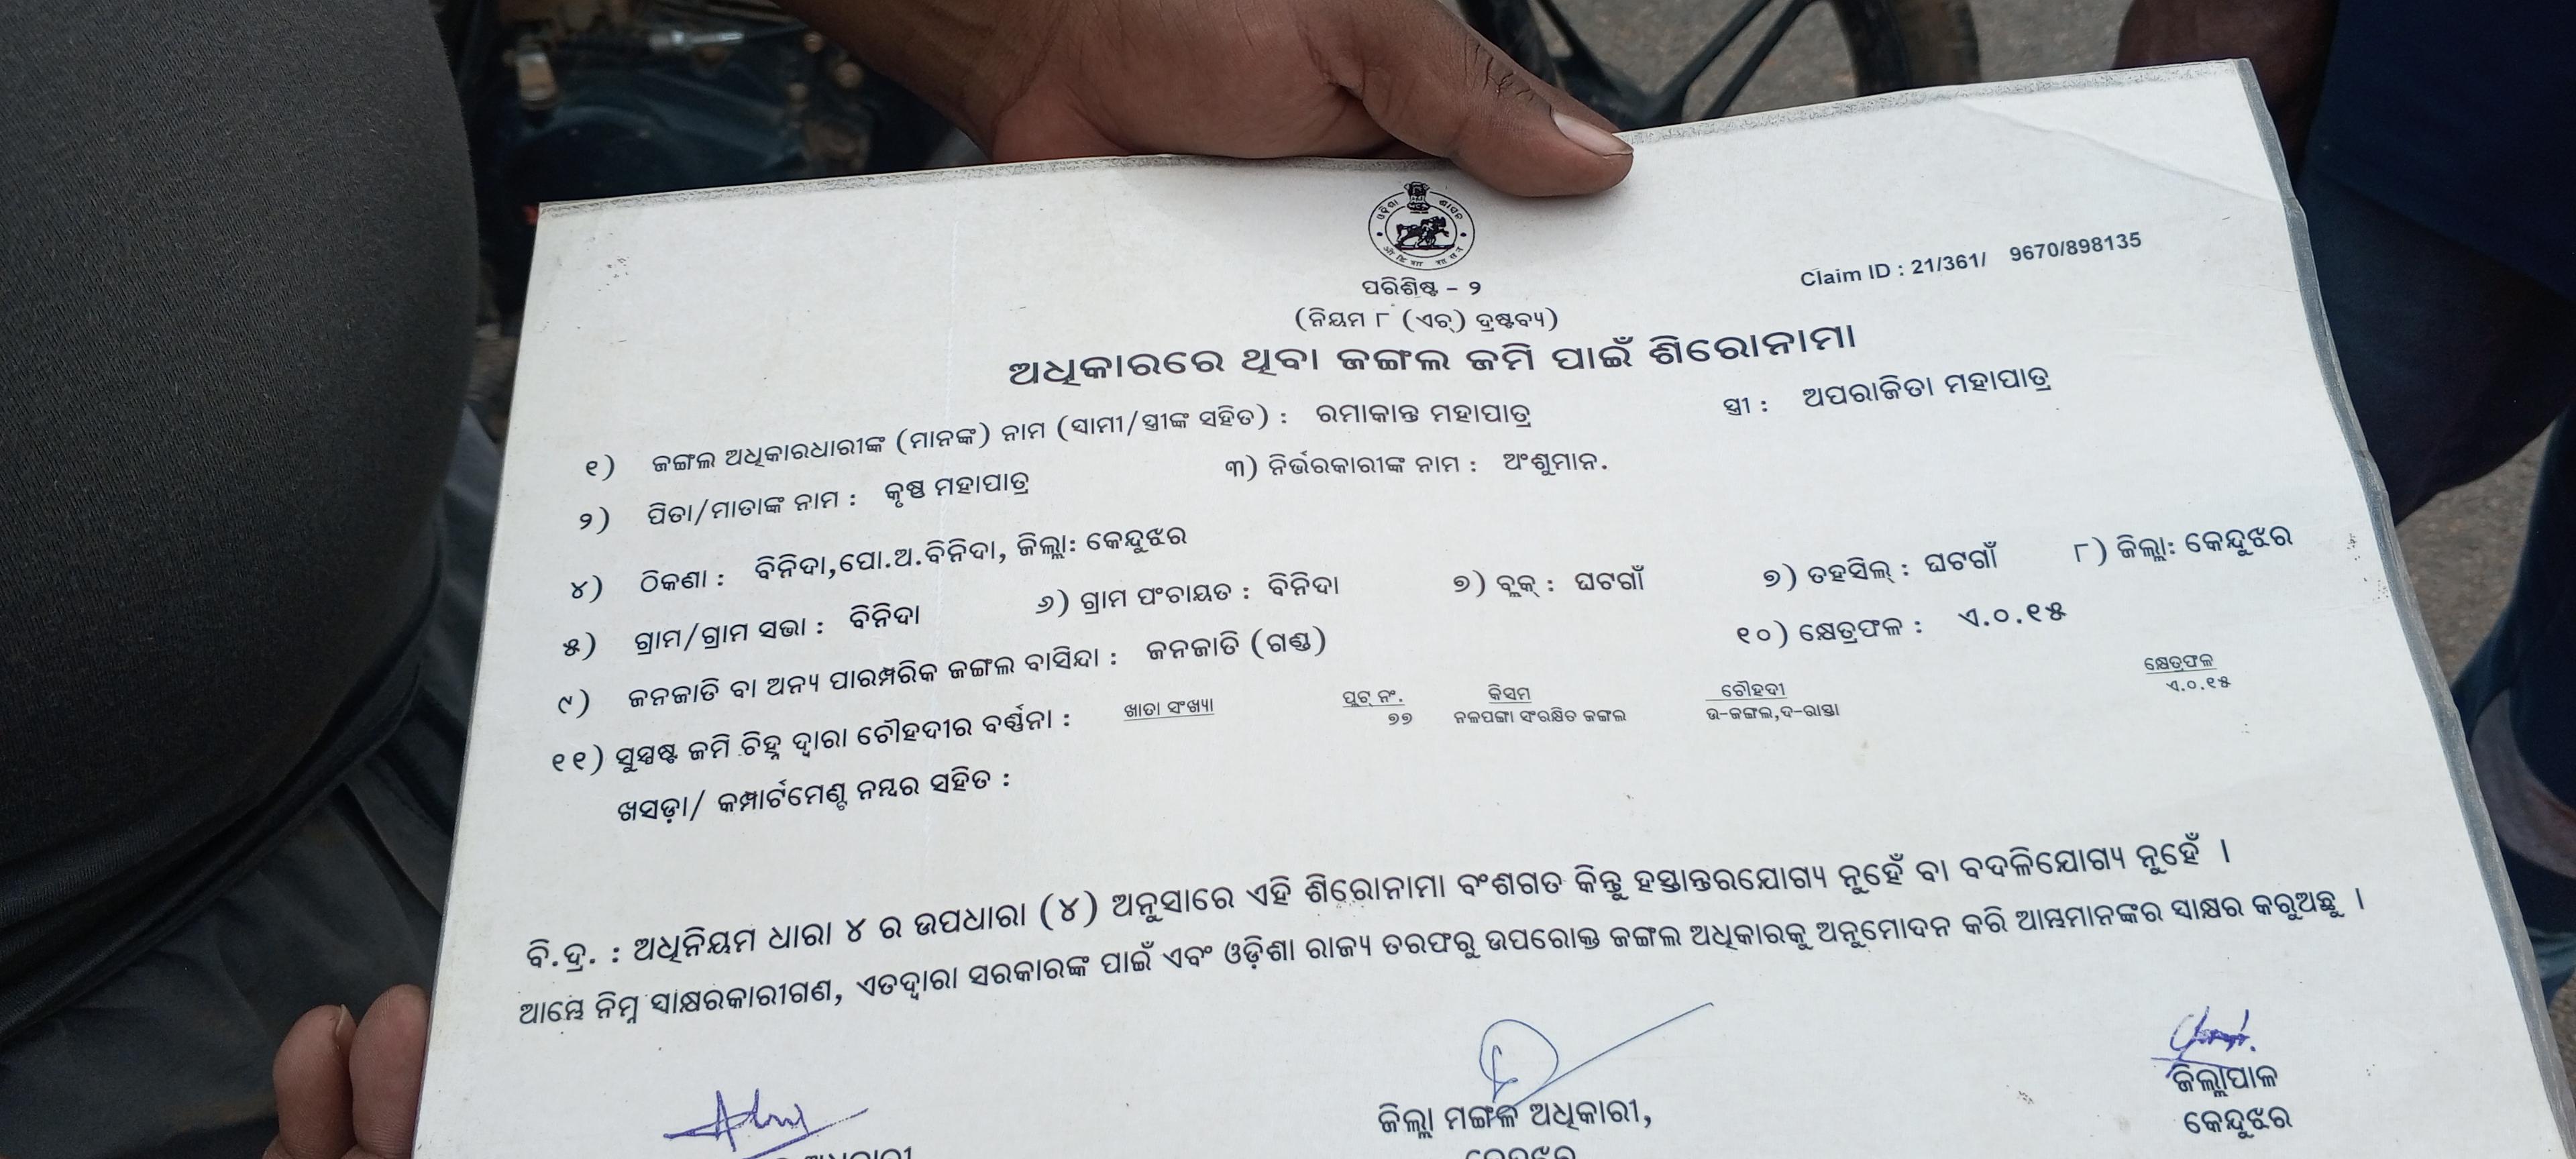 ଓଡ଼ିଶା ଶାସନ
ପରିଶିଷ୍ଟ - ୨
Claim ID : 21/361/ 9670/898135
(ନିୟମ ୮ (ଏଚ୍) ଦ୍ରଷ୍ଟବ୍ୟ)
ଅଧିକାରରେ ଥିବା ଜଙ୍ଗଲ ଜମି ପାଇଁ ଶିରୋନାମା
୧) ଜଙ୍ଗଲ ଅଧିକାରଧାରୀଙ୍କ (ମାନଙ୍କ) ନାମ (ସ୍ୱାମୀ/ସ୍ତ୍ରୀଙ୍କ ସହିତ) : ରମାକାନ୍ତ ମହାପାତ୍ର ସ୍ତ୍ରୀ : ଅପରାଜିତା ମହାପାତ୍ର
୨) ପିତା/ମାତାଙ୍କ ନାମ : କୃଷ୍ଣ ମହାପାତ୍ର ୩) ନିର୍ଭରକାରୀଙ୍କ ନାମ : ଅଂଶୁମାନ.
୪) ଠିକଣା : ବିନିଦା,ପୋ.ଅ.ବିନିଦା, ଜିଲ୍ଲା: କେନ୍ଦୁଝର
୫) ଗ୍ରାମ/ଗ୍ରାମ ସଭା : ବିନିଦା ୬) ଗ୍ରାମ ପଂଚାୟତ : ବିନିଦା ୭) ବ୍ଲକ୍ : ଘଟଗାଁ ୭) ତହସିଲ୍ : ଘଟଗାଁ ୮) ଜିଲ୍ଲା: କେନ୍ଦୁଝର
୯) ଜନଜାତି ବା ଅନ୍ୟ ପାରମ୍ପରିକ ଜଙ୍ଗଲ ବାସିନ୍ଦା : ଜନଜାତି (ଗଣ୍ଡ) ୧୦) କ୍ଷେତ୍ରଫଳ : ଏ.୦.୧୫
୧୧) ସୁସ୍ପଷ୍ଟ ଜମି ଚିହ୍ନ ଦ୍ୱାରା ଚୌହଦୀର ବର୍ଣ୍ଣନା : ଖାତା ସଂଖ୍ୟା ପ୍ଲଟ୍ ନଂ. କିସମ ଚୌହଦୀ କ୍ଷେତ୍ରଫଳ
୭୭ ନଳପଙ୍ଗା ସଂରକ୍ଷିତ ଜଙ୍ଗଲ ଉ-ଜଙ୍ଗଲ,ଦ-ରାସ୍ତା ଏ.୦.୧୫
ଖସଡ଼ା/ କମ୍ପାର୍ଟମେଣ୍ଟ ନମ୍ବର ସହିତ :
ବି.ଦ୍ର. : ଅଧିନିୟମ ଧାରା ୪ ର ଉପଧାରା (୪) ଅନୁସାରେ ଏହି ଶିରୋନାମା ବଂଶଗତ କିନ୍ତୁ ହସ୍ତାନ୍ତରଯୋଗ୍ୟ ନୁହେଁ ବା ବଦଳିଯୋଗ୍ୟ ନୁହେଁ ।
ଆମ୍ଭେ ନିମ୍ନ ସ୍ୱାକ୍ଷରକାରୀଗଣ, ଏତଦ୍ୱାରା ସରକାରଙ୍କ ପାଇଁ ଏବଂ ଓଡ଼ିଶା ରାଜ୍ୟ ତରଫରୁ ଉପରୋକ୍ତ ଜଙ୍ଗଲ ଅଧିକାରକୁ ଅନୁମୋଦନ କରି ଆମ୍ଭମାନଙ୍କର ସ୍ୱାକ୍ଷର କରୁଅଛୁ ।
ଜିଲ୍ଲା ମଙ୍ଗଳ ଅଧିକାରୀ, ଜିଲ୍ଲାପାଳ
କେନ୍ଦୁଝର କେନ୍ଦୁଝର